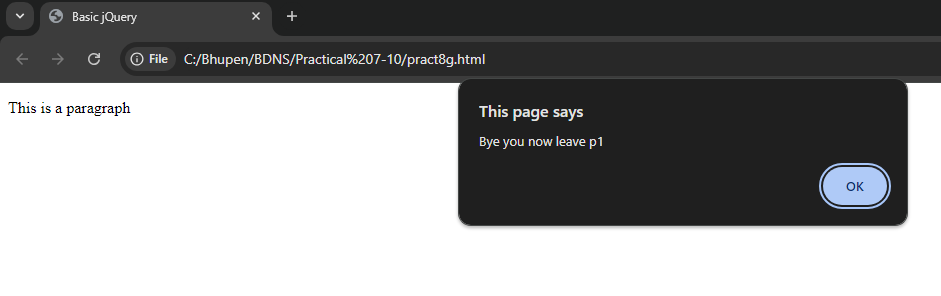 Basic jQuery
File C:/Bhupen/BDNS/Practical%207-10/pract8g.html
This is a paragraph
This page says
Bye you now leave p1
OK